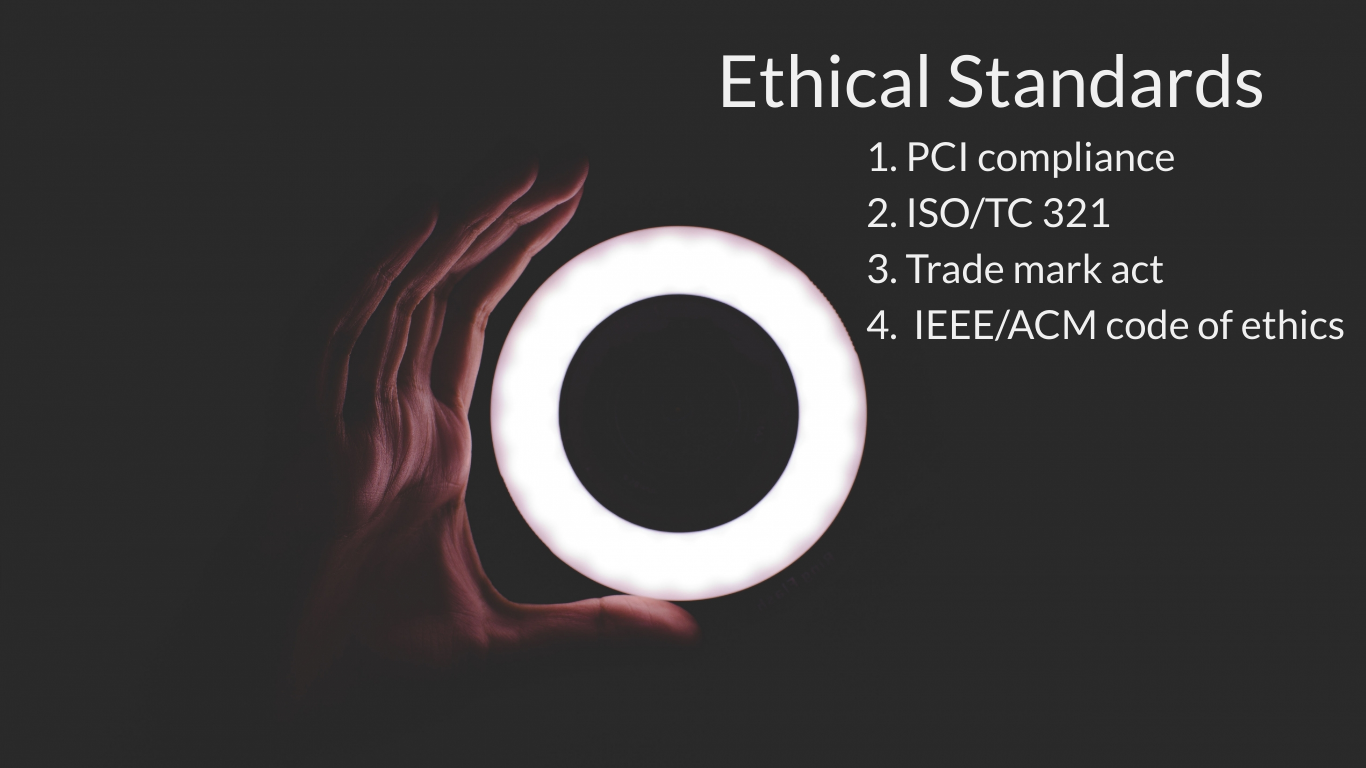 Ethical Standards
1. PCI compliance
2. ISO/TC 321
3. Trade mark act
4.  IEEE/ACM code of ethics